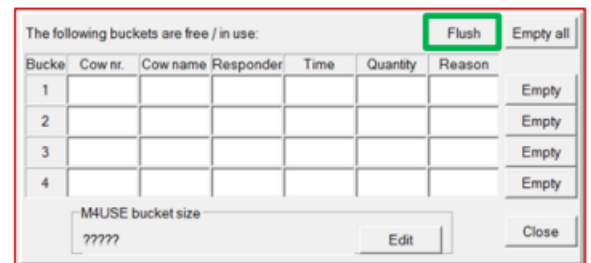 The following buckets are free / in use: Flush Empty all
Bucke Cow nr. Cow name Responder Time Quantity Reason
1 Empty
2 Empty
3 Empty
4 Empty
M4USE bucket size
????? Edit Close